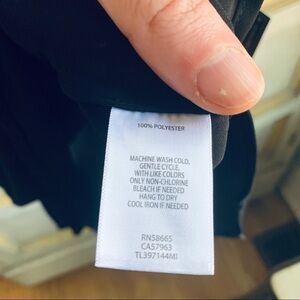 100% POLYESTER
MACHINE WASH COLD,
GENTLE CYCLE,
WITH LIKE COLORS
ONLY NON-CHLORINE
BLEACH IF NEEDED
HANG TO DRY
COOL IRON IF NEEDED
RN58665
CA57963
TL397144MI